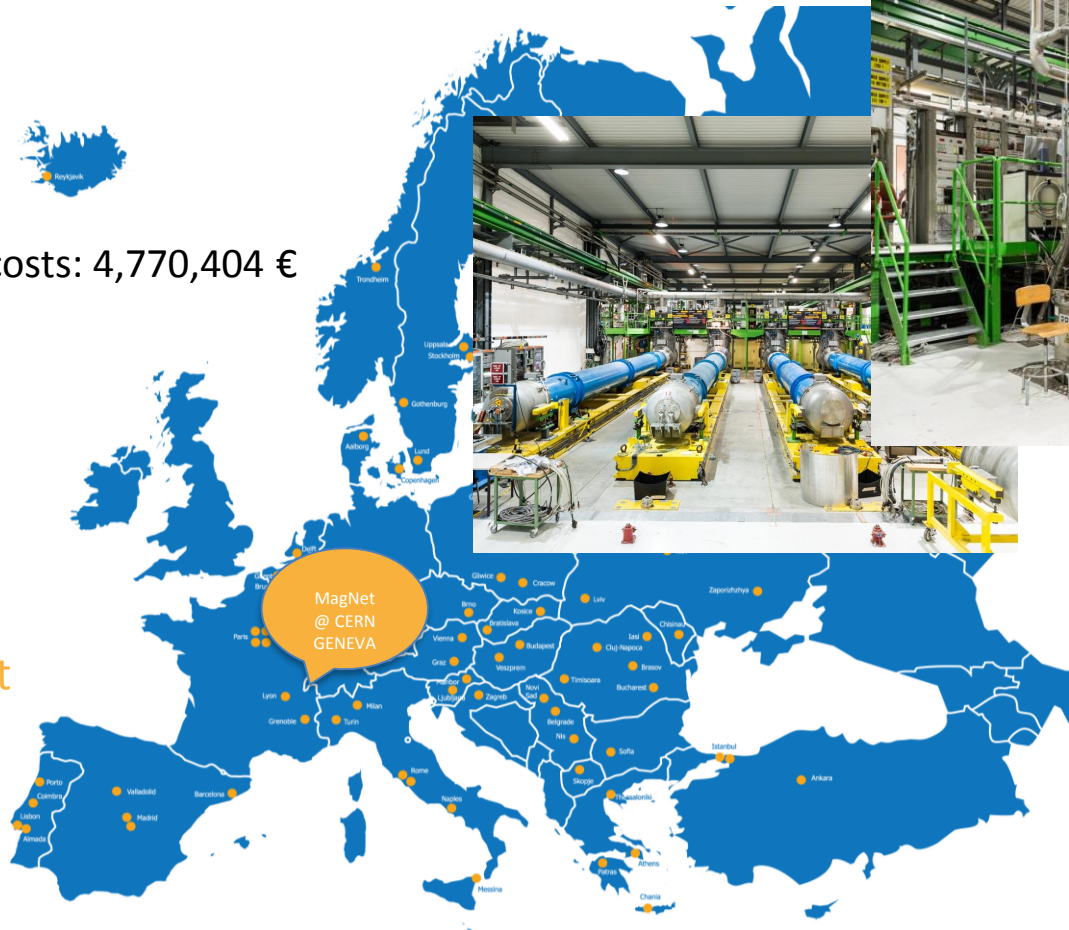 Reykjavik
costs: 4,770,404 €
Trondheim
Uppsala
Stockholm
Gothenburg
Aalborg
Lund
Copenhagen
Delft
MagNet
@ CERN
GENEVA
Gliwice
Cracow
Lviv
Zaporizhzhya
Brno
Kosice
Bratislava
Chisinau
Paris
Vienna
Budapest
Iasi
Cluj-Napoca
Graz
Veszprem
Brasov
t
Maribor
Timisoara
Ljubljana
Zagreb
Novi
Sad
Bucharest
Lyon
Milan
Grenoble
Turin
Belgrade
Nis
Sofia
Istanbul
Rome
Skopje
Ankara
Porto
Valladolid
Barcelona
Coimbra
Naples
Thessaloniki
Lisbon
Madrid
Almada
Athens
Patras
Messina
Chania